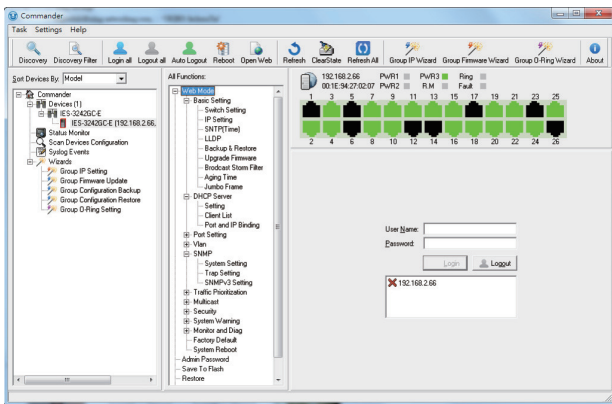 Commander
Task Settings Help
Discovery Discovery Filter Login all Logout all Auto Logout Reboot Open Web Refresh ClearState Refresh All Group IP Wizard Group Firmware Wizard Group O-Ring Wizard About
Sort Devices By: Model
Commander
Devices (1)
IES-3242GC-E
IES-3242GC-E [192.168.2.66,
Status Monitor
Scan Devices Configuration
Syslog Events
Wizards
Group IP Setting
Group Firmware Update
Group Configuration Backup
Group Configuration Restore
Group O-Ring Setting
All Functions:
Web Mode
Basic Setting
Switch Setting
IP Setting
SNTP(Time)
LLDP
Backup & Restore
Upgrade Firmware
Brodcast Storm Filter
Aging Time
Jumbo Frame
DHCP Server
Setting
Client List
Port and IP Binding
Port Setting
Vlan
SNMP
System Setting
Trap Setting
SNMPv3 Setting
Traffic Prioritization
Multicast
Security
System Warning
Monitor and Diag
Factory Default
System Reboot
Admin Password
Save To Flash
Restore
192.168.2.66 PWR1 PWR3 Ring
00:1E:94:27:02:07 PWR2 R.M Fault
1 3 5 7 9 11 13 15 17 19 21 23 25
2 4 6 8 10 12 14 16 18 20 22 24 26
User Name:
Password:
Login Logout
192.168.2.66